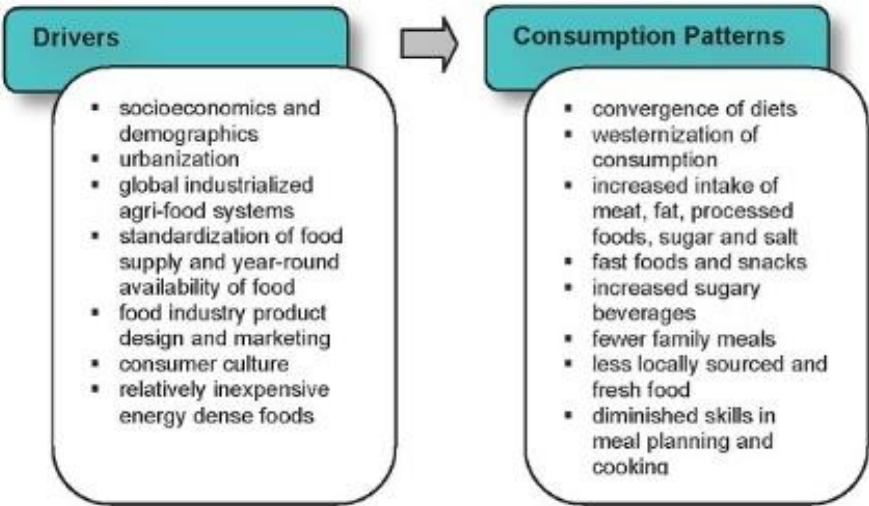 Drivers
▪ socioeconomics and
demographics
▪ urbanization
▪ global industrialized
agri-food systems
▪ standardization of food
supply and year-round
availability of food
▪ food industry product
design and marketing
▪ consumer culture
▪ relatively inexpensive
energy dense foods
Consumption Patterns
▪ convergence of diets
▪ westernization of
consumption
▪ increased intake of
meat, fat, processed
foods, sugar and salt
▪ fast foods and snacks
▪ increased sugary
beverages
▪ fewer family meals
▪ less locally sourced and
fresh food
▪ diminished skills in
meal planning and
cooking